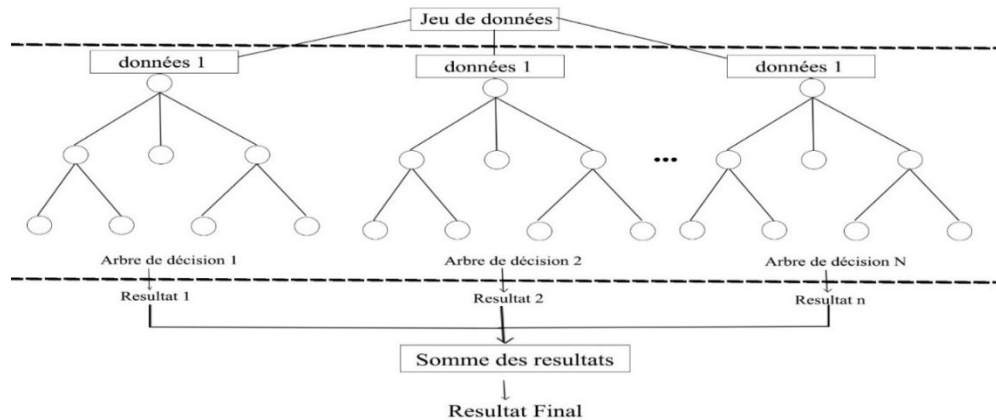 Jeu de données
données 1
données 1
données 1
...
Arbre de décision 1
Arbre de décision 2
Arbre de décision N
Resultat 1
Resultat 2
Resultat n
Somme des resultats
Resultat Final